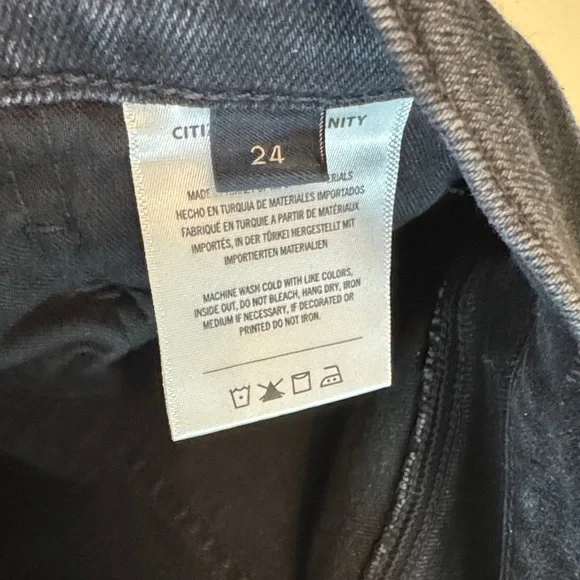 CITI NITY
24
MADE
HECHO EN TURQUIA DE MATERIALES IMPORTADOS
FABRIQUÉ EN TURQUIE A PARTIR DE MATÉRIAUX
IMPORTÉS, IN DER TÜRKEI HERGESTELLT MIT
IMPORTIERTEN MATERIALIEN
MACHINE WASH COLD WITH LIKE COLORS,
INSIDE OUT, DO NOT BLEACH, HANG DRY, IRON
MEDIUM IF NECESSARY, IF DECORATED OR
PRINTED DO NOT IRON.